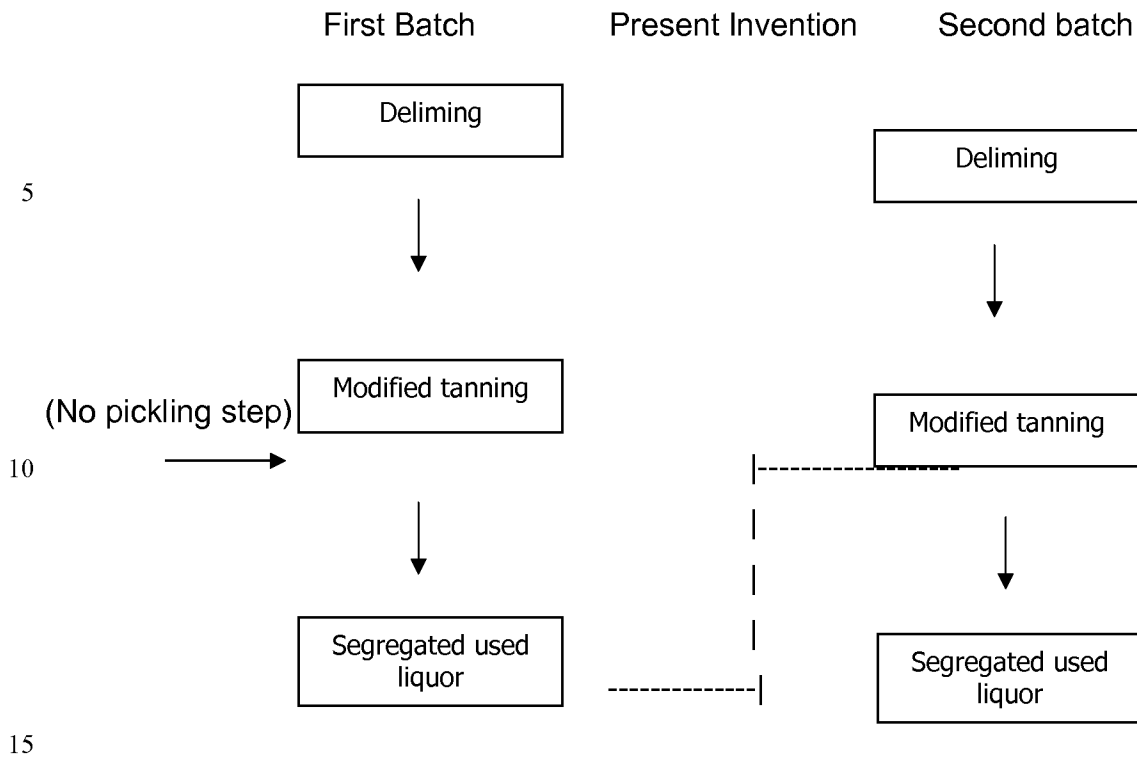 First Batch Present Invention Second batch
Deliming
Deliming
5
Modified tanning
(No pickling step)
Modified tanning
10
Segregated used
liquor
Segregated used
liquor
15